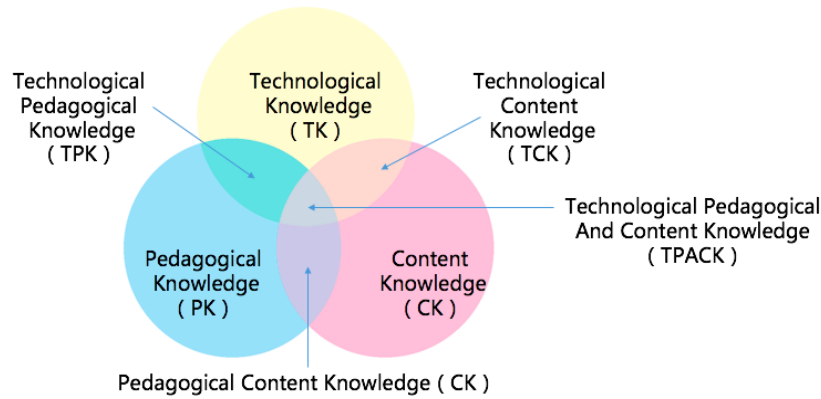 Technological
Pedagogical
Knowledge
( TPK )
Technological
Knowledge
( TK )
Technological
Content
Knowledge
( TCK )
Technological Pedagogical
And Content Knowledge
( TPACK )
Pedagogical
Knowledge
( PK )
Content
Knowledge
( CK )
Pedagogical Content Knowledge ( CK )